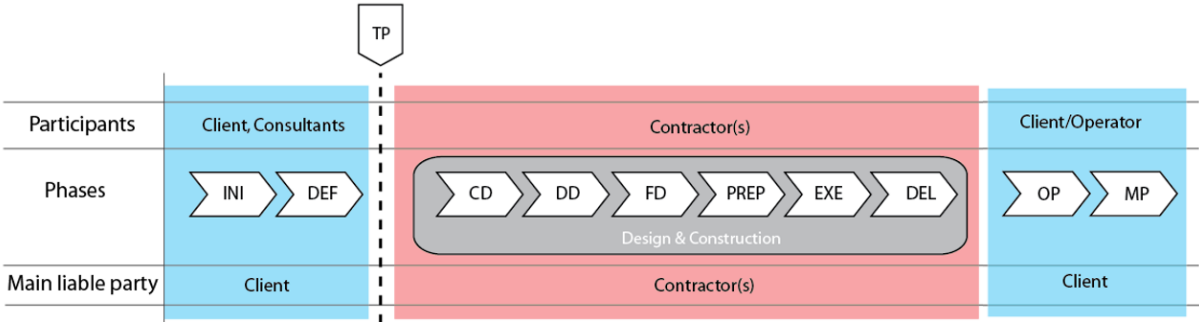 TP
Participants
Client, Consultants
Contractor(s)
Client/Operator
Phases
INI
DEF
CD
DD
FD
PREP
EXE
DEL
OP
MP
Design & Construction
Main liable party
Client
Contractor(s)
Client